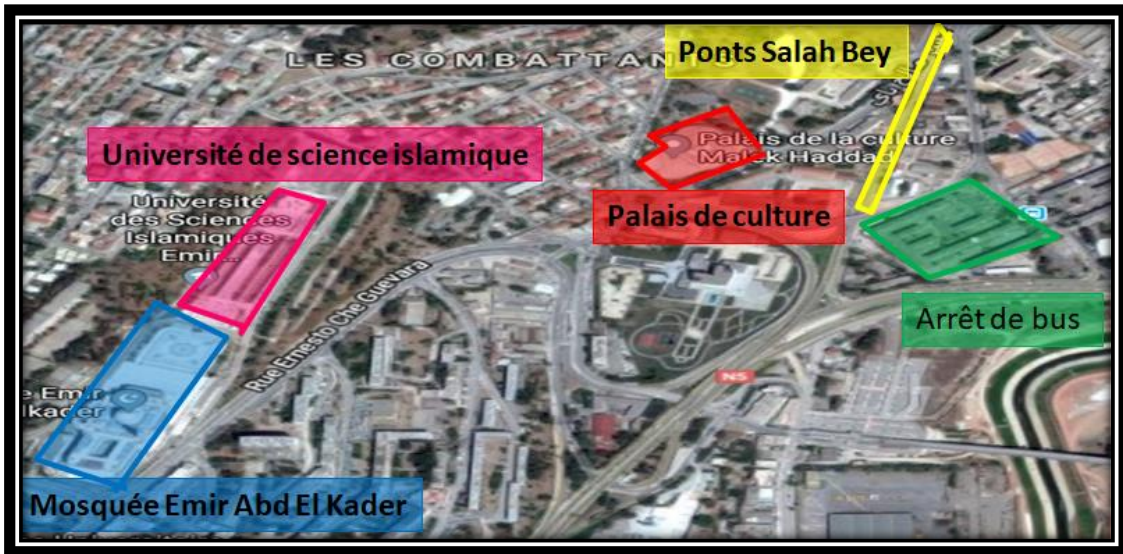 LES COMBATTANTS
Ponts Salah Bey
Palais de la culture
Malek Haddad
Université de science islamique
Palais de culture
Université
des Sciences
Islamiques
Emir...
Rue Ernesto Che Guevara
Arrêt de bus
N5
e Emir
lkader
Mosquée Emir Abd El Kader